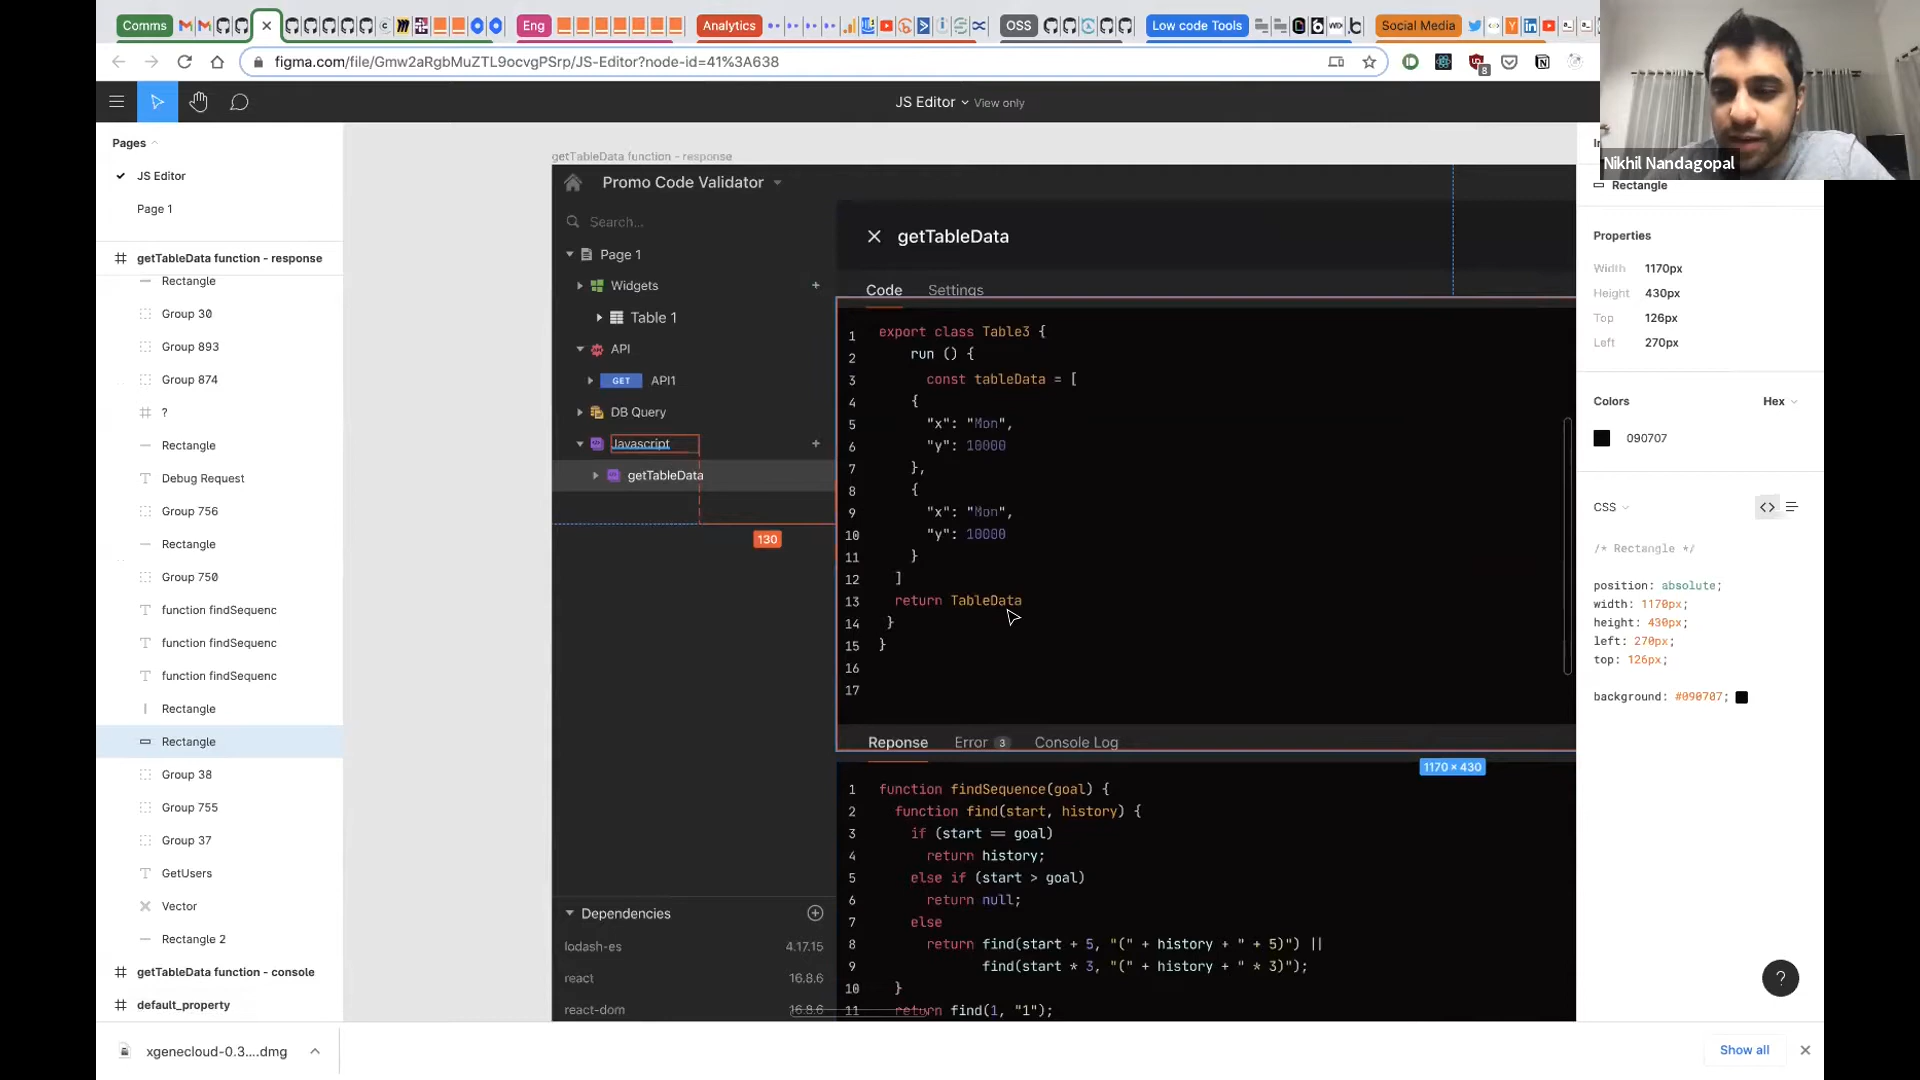 Comms
Eng
Analytics
OSS
Low code Tools
Social Media
figma.com/file/Gmw2aRgbMuZTL9ocvgPSrp/JS-Editor?node-id=41%3A638
8
JS Editor
View only
Nikhil Nandagopal
Pages
JS Editor
Page 1
getTableData function - response
Rectangle
Group 30
Group 893
Group 874
?
Rectangle
Debug Request
Group 756
Rectangle
Group 750
function findSequenc
function findSequenc
function findSequenc
Rectangle
Rectangle
Group 38
Group 755
Group 37
GetUsers
Vector
Rectangle 2
getTableData function - console
default_property
getTableData function - response
Promo Code Validator
Search...
Page 1
Widgets
Table 1
API
GET API1
DB Query
Javascript
getTableData
130
Dependencies
lodash-es 4.17.15
react 16.8.6
react-dom 16.8.6
getTableData
Code Settings
1 export class Table3 {
2 run () {
3 const tableData = [
4 {
5 "x": "Mon",
6 "y": 10000
7 },
8 {
9 "x": "Mon",
10 "y": 10000
11 }
12 ]
13 return TableData
14 }
15 }
16
17
Reponse Error 3 Console Log
1170 × 430
1 function findSequence(goal) {
2 function find(start, history) {
3 if (start == goal)
4 return history;
5 else if (start > goal)
6 return null;
7 else
8 return find(start + 5, "(" + history + " + 5)") ||
9 find(start * 3, "(" + history + " * 3)");
10 }
11 return find(1, "1");
Rectangle
Properties
Width 1170px
Height 430px
Top 126px
Left 270px
Colors Hex
090707
CSS
/* Rectangle */
position: absolute;
width: 1170px;
height: 430px;
left: 270px;
top: 126px;
background: #090707;
?
xgenecloud-0.3....dmg
Show all